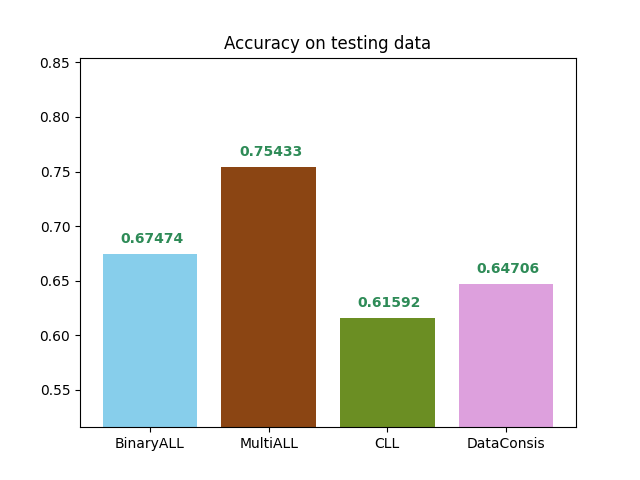 Accuracy on testing data
0.85
0.80
0.75
0.70
0.65
0.60
0.55
0.67474
0.75433
0.61592
0.64706
BinaryALL
MultiALL
CLL
DataConsis